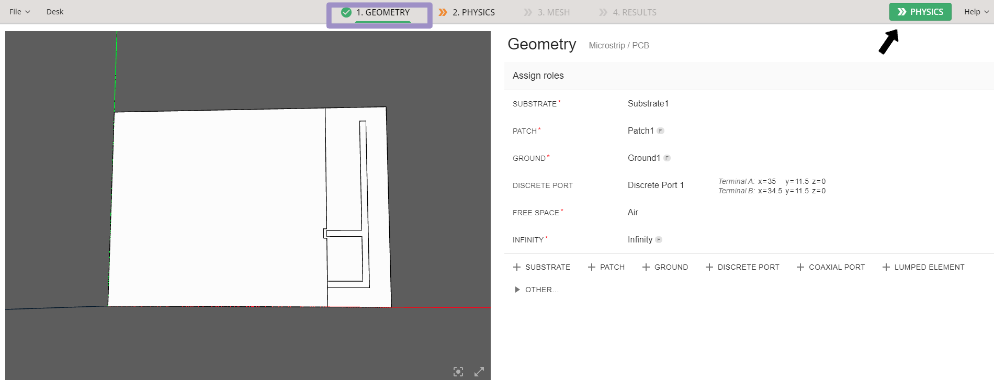 File Desk 1. GEOMETRY 2. PHYSICS 3. MESH 4. RESULTS PHYSICS Help
Geometry Microstrip / PCB
Assign roles
SUBSTRATE* Substrate1
PATCH* Patch1
GROUND* Ground1
DISCRETE PORT Discrete Port 1 Terminal A: x=35 y=11.5 z=0
Terminal B: x=34.5 y=11.5 z=0
FREE SPACE* Air
INFINITY* Infinity
+ SUBSTRATE + PATCH + GROUND + DISCRETE PORT + COAXIAL PORT + LUMPED ELEMENT
OTHER...